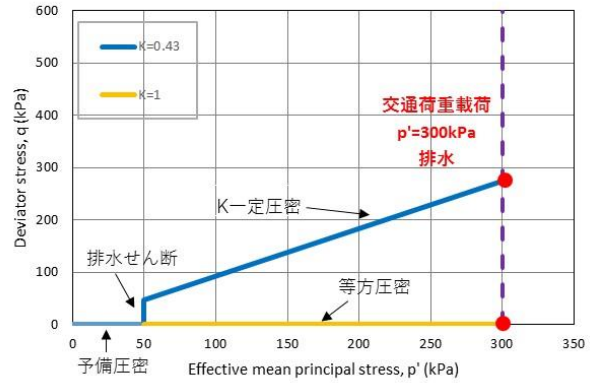 600
500
400
300
200
100
0
Deviator stress, q (kPa)
K=0.43
K=1
交通荷重載荷
p'=300kPa
排水
K一定圧密
排水せん断
等方圧密
予備圧密
0 50 100 150 200 250 300 350
Effective mean principal stress, p' (kPa)